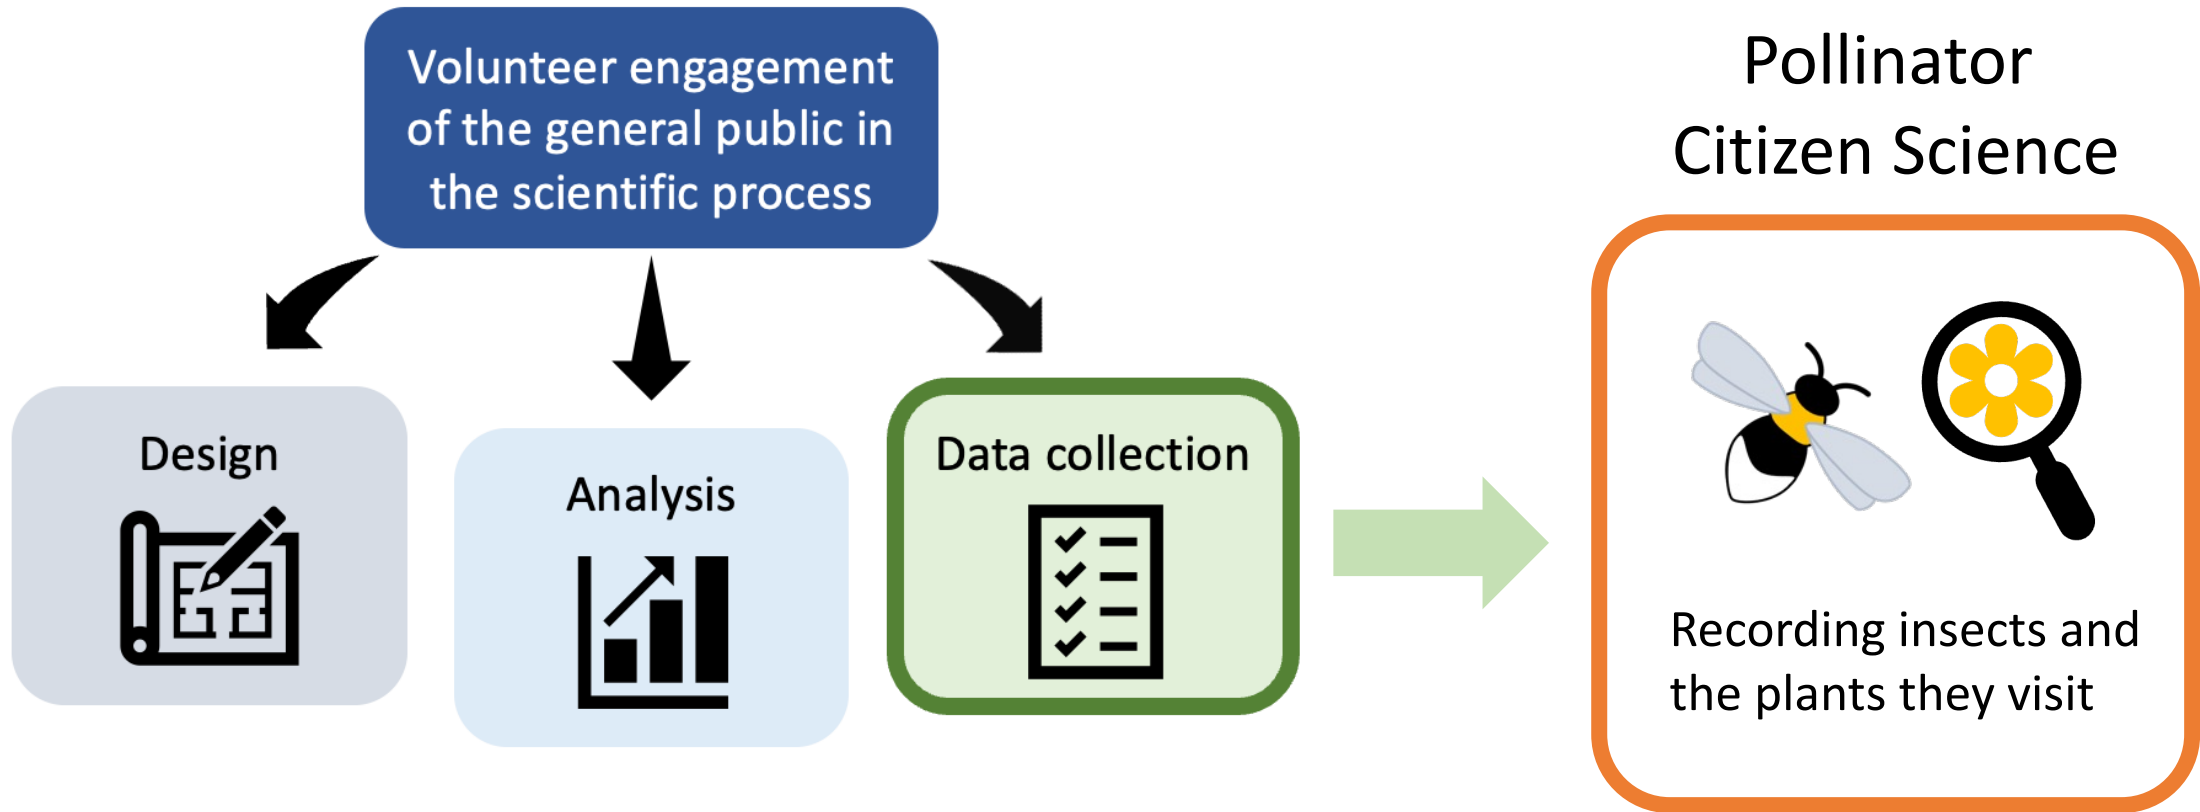 Volunteer engagement
of the general public in
the scientific process
Design
Analysis
Data collection
Pollinator
Citizen Science
Recording insects and
the plants they visit